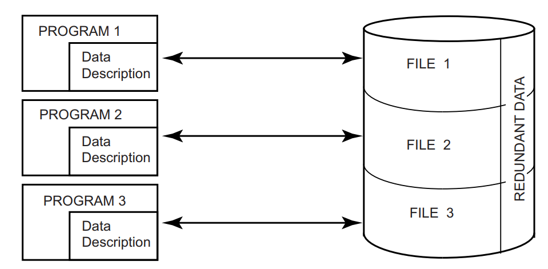 PROGRAM 1
Data
Description
PROGRAM 2
Data
Description
PROGRAM 3
Data
Description
FILE 1
FILE 2
FILE 3
REDUNDANT DATA